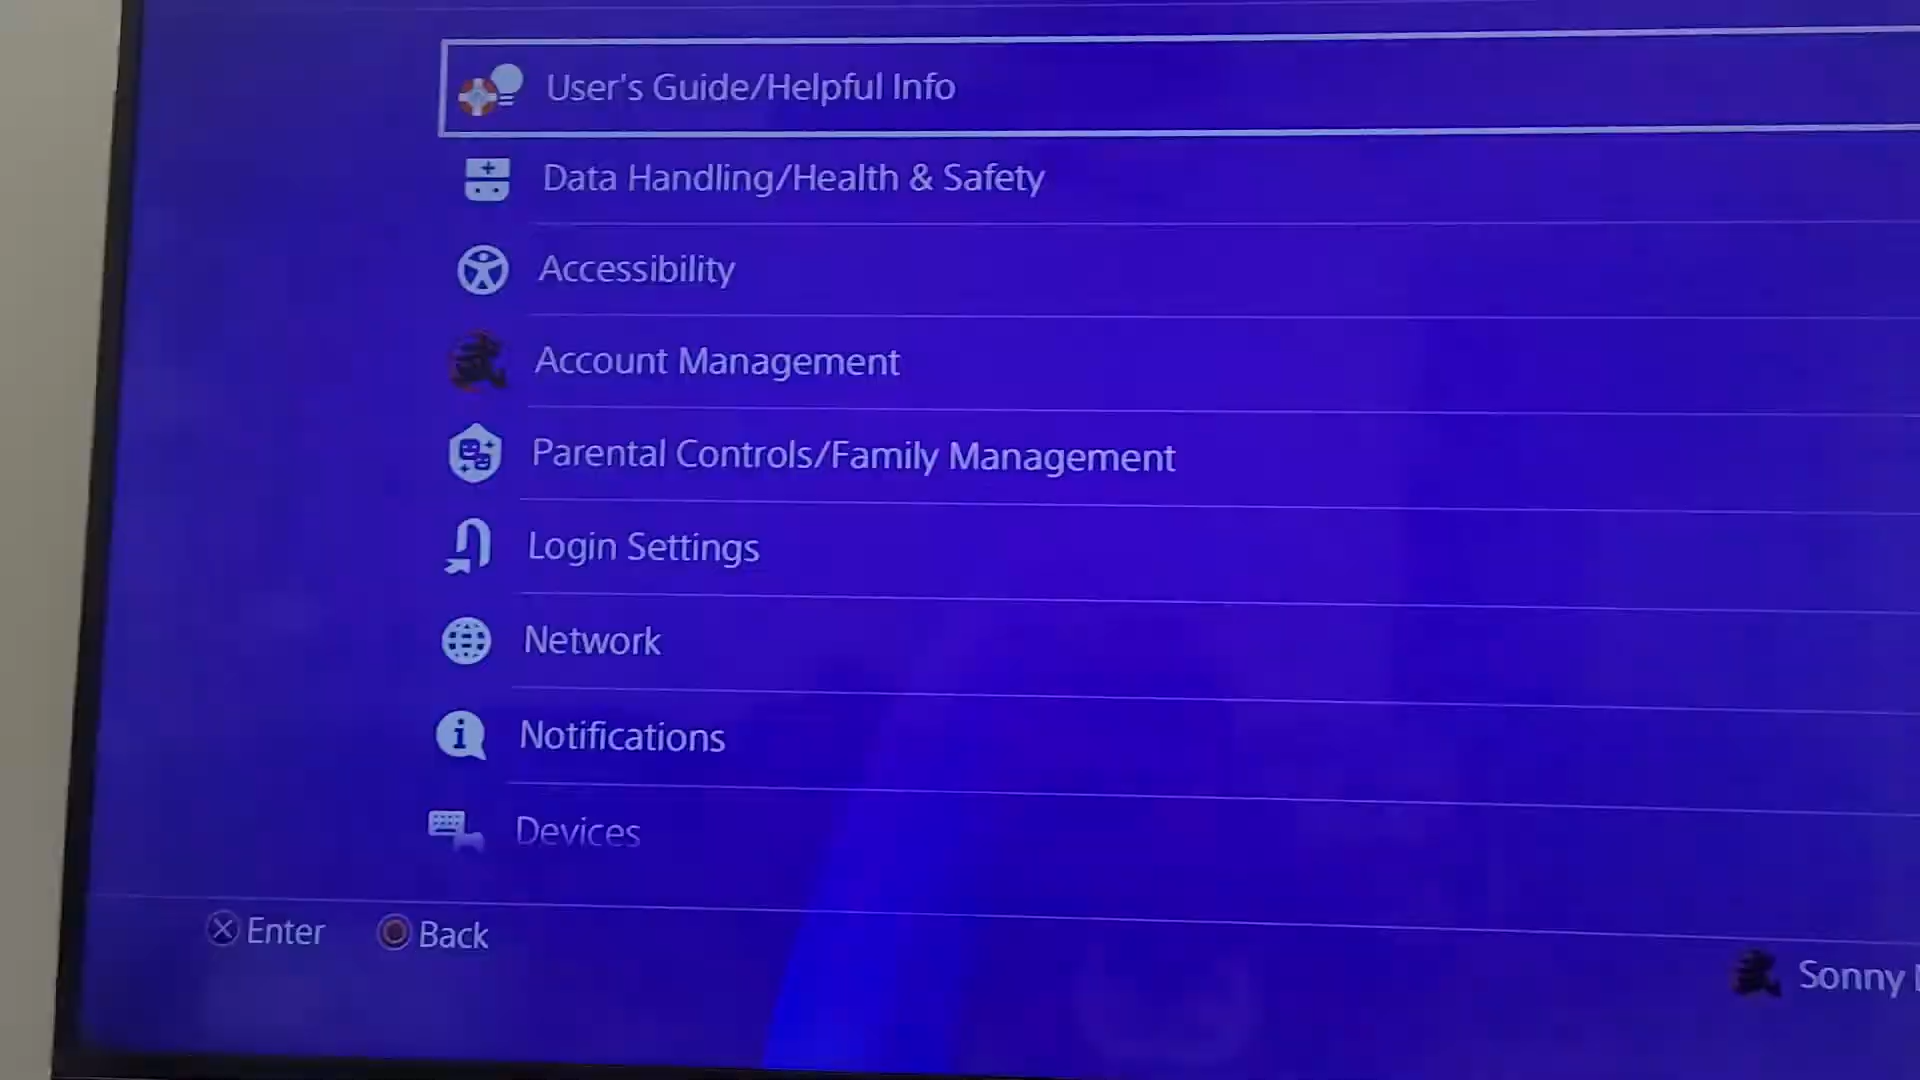 User's Guide/Helpful Info
Data Handling/Health & Safety
Accessibility
Account Management
Parental Controls/Family Management
Login Settings
Network
Notifications
Devices
Enter Back
Sonny